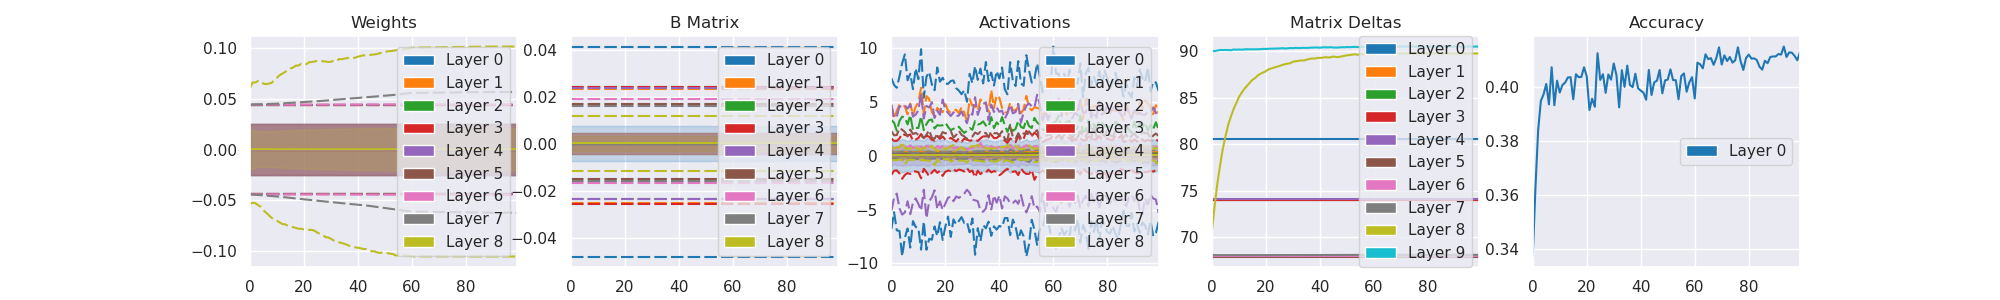 Weights
0.10
0.05
0.00
−0.05
−0.10
0
20
40
60
80
Layer 0
Layer 1
Layer 2
Layer 3
Layer 4
Layer 5
Layer 6
Layer 7
Layer 8
B Matrix
0.04
0.02
0.00
−0.02
−0.04
0
20
40
60
80
Layer 0
Layer 1
Layer 2
Layer 3
Layer 4
Layer 5
Layer 6
Layer 7
Layer 8
Activations
10
5
0
−5
−10
0
20
40
60
80
Layer 0
Layer 1
Layer 2
Layer 3
Layer 4
Layer 5
Layer 6
Layer 7
Layer 8
Matrix Deltas
90
85
80
75
70
0
20
40
60
80
Layer 0
Layer 1
Layer 2
Layer 3
Layer 4
Layer 5
Layer 6
Layer 7
Layer 8
Layer 9
Accuracy
0.40
0.38
0.36
0.34
0
20
40
60
80
Layer 0